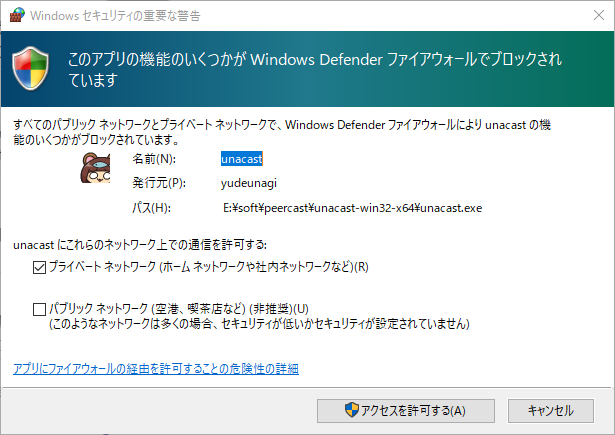 Windows セキュリティの重要な警告
このアプリの機能のいくつかが Windows Defender ファイアウォールでブロックされ
ています
すべてのパブリック ネットワークとプライベート ネットワークで、Windows Defender ファイアウォールにより unacast の機
能のいくつかがブロックされています。
名前(N): unacast
発行元(P): yudeunagi
パス(H): E:¥soft¥peercast¥unacast-win32-x64¥unacast.exe
unacast にこれらのネットワーク上での通信を許可する:
プライベート ネットワーク (ホーム ネットワークや社内ネットワークなど)(R)
パブリック ネットワーク (空港、喫茶店など) (非推奨)(U)
(このようなネットワークは多くの場合、セキュリティが低いかセキュリティが設定されていません)
アプリにファイアウォールの経由を許可することの危険性の詳細
アクセスを許可する(A) キャンセル